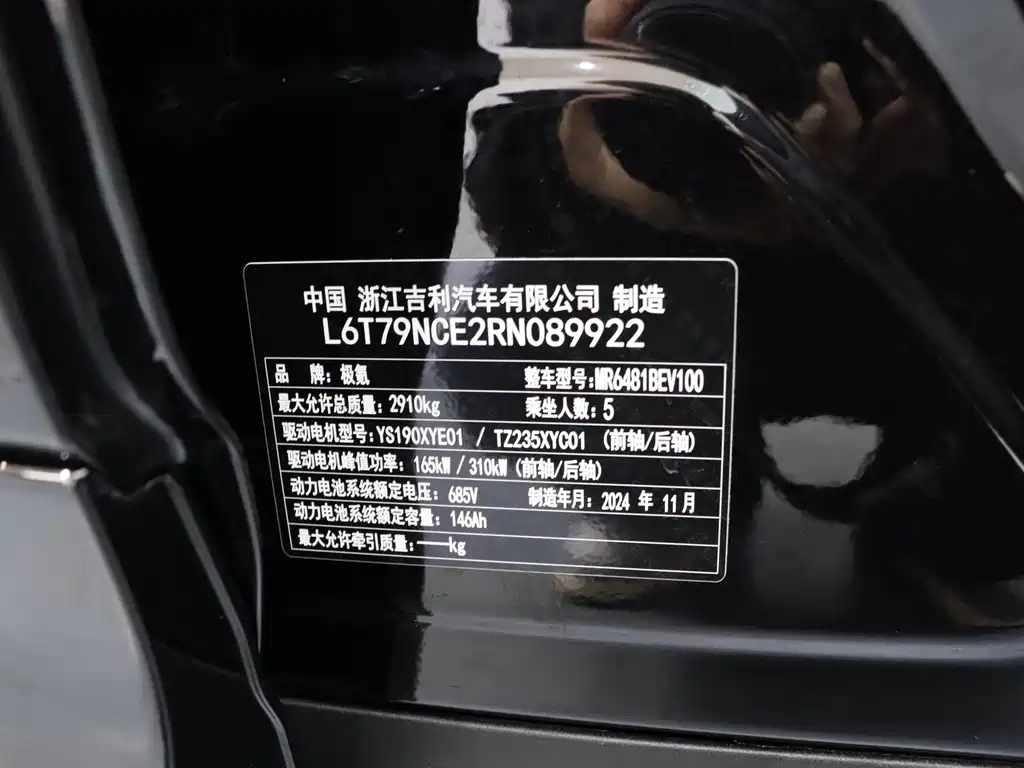 中国 浙江吉利汽车有限公司 制造
L6T79NCE2RN089922
品 牌：极氪 整车型号：MR6481BEV100
最大允许总质量：2910kg 乘坐人数：5
驱动电机型号：YS190XYE01 / TZ235XYC01 (前轴/后轴)
驱动电机峰值功率：165kW / 310kW (前轴/后轴)
动力电池系统额定电压：685V 制造年月：2024 年 11月
动力电池系统额定容量：146Ah
最大允许牵引质量：——kg